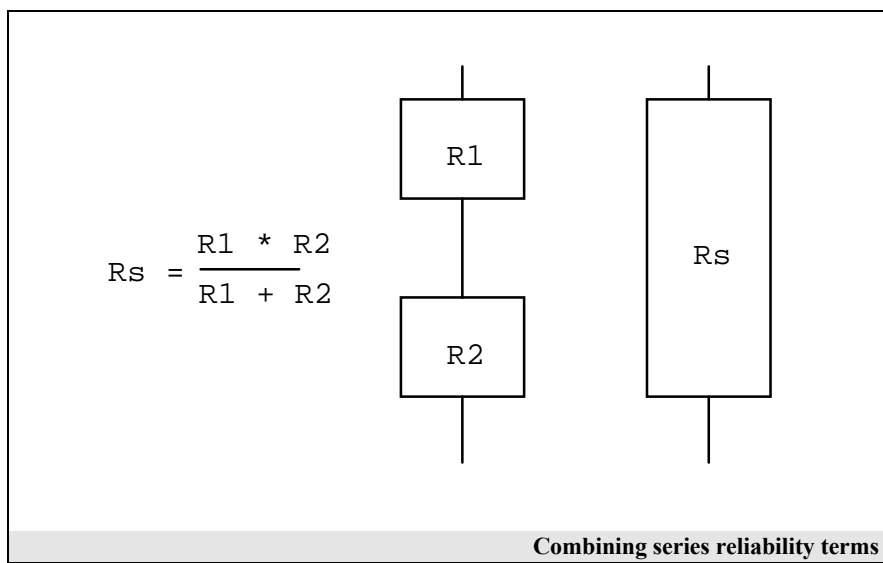 R1
Rs = R1 * R2
R1 + R2
Rs
R2
Combining series reliability terms